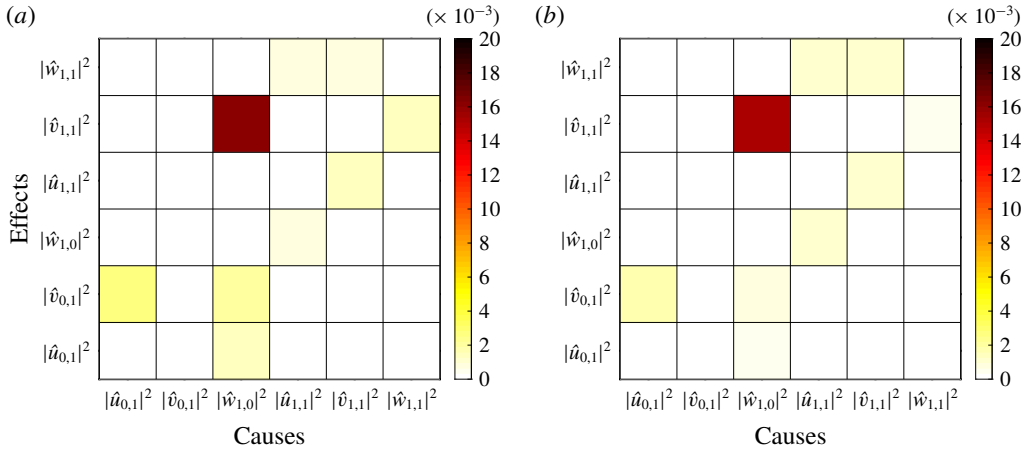 (a) (× 10⁻³) (b) (× 10⁻³)
|ŵ₁,₁|² 20 |ŵ₁,₁|² 20
18 18
|v̂₁,₁|² 16 |v̂₁,₁|² 16
14 14
|û₁,₁|² 12 |û₁,₁|² 12
Effects 10 10
|ŵ₁,₀|² 8 |ŵ₁,₀|² 8
6 6
|v̂₀,₁|² 4 |v̂₀,₁|² 4
|û₀,₁|² 2 |û₀,₁|² 2
0 0
|û₀,₁|² |v̂₀,₁|² |ŵ₁,₀|² |û₁,₁|² |v̂₁,₁|² |ŵ₁,₁|² |û₀,₁|² |v̂₀,₁|² |ŵ₁,₀|² |û₁,₁|² |v̂₁,₁|² |ŵ₁,₁|²
Causes Causes